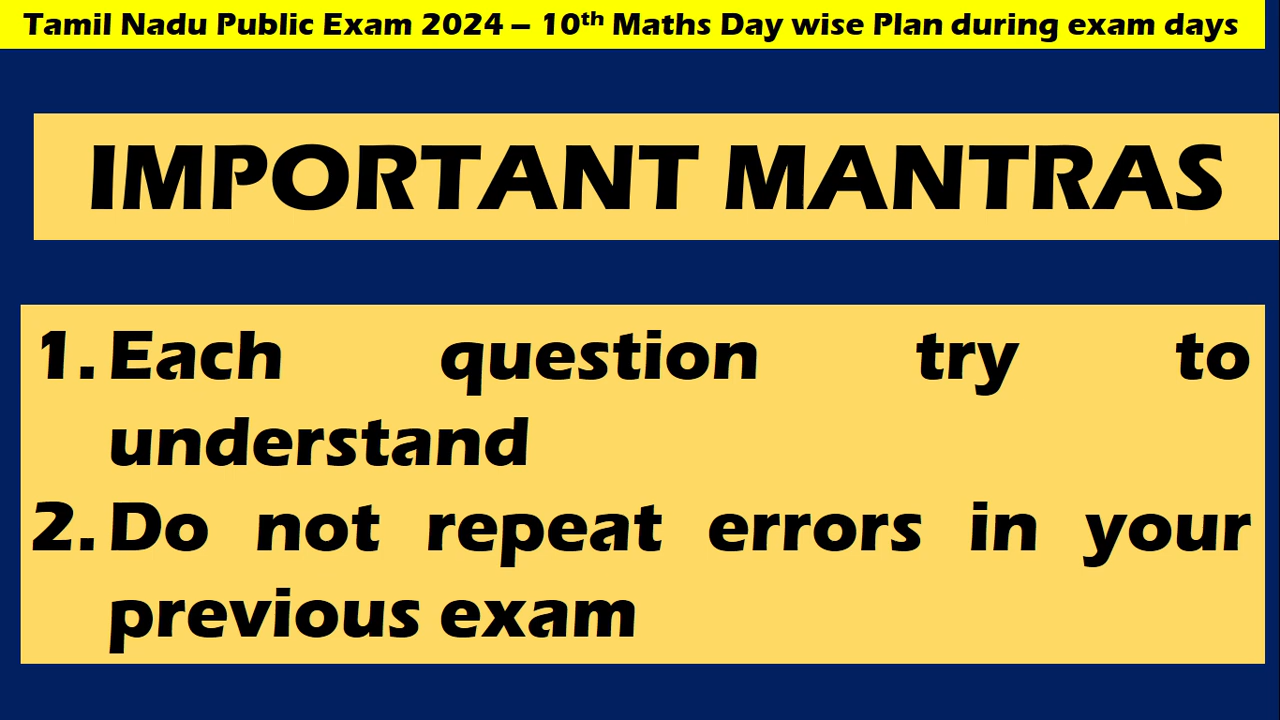 Tamil Nadu Public Exam 2024 – 10th Maths Day wise Plan during exam days
IMPORTANT MANTRAS
1. Each question try to
understand
2. Do not repeat errors in your
previous exam